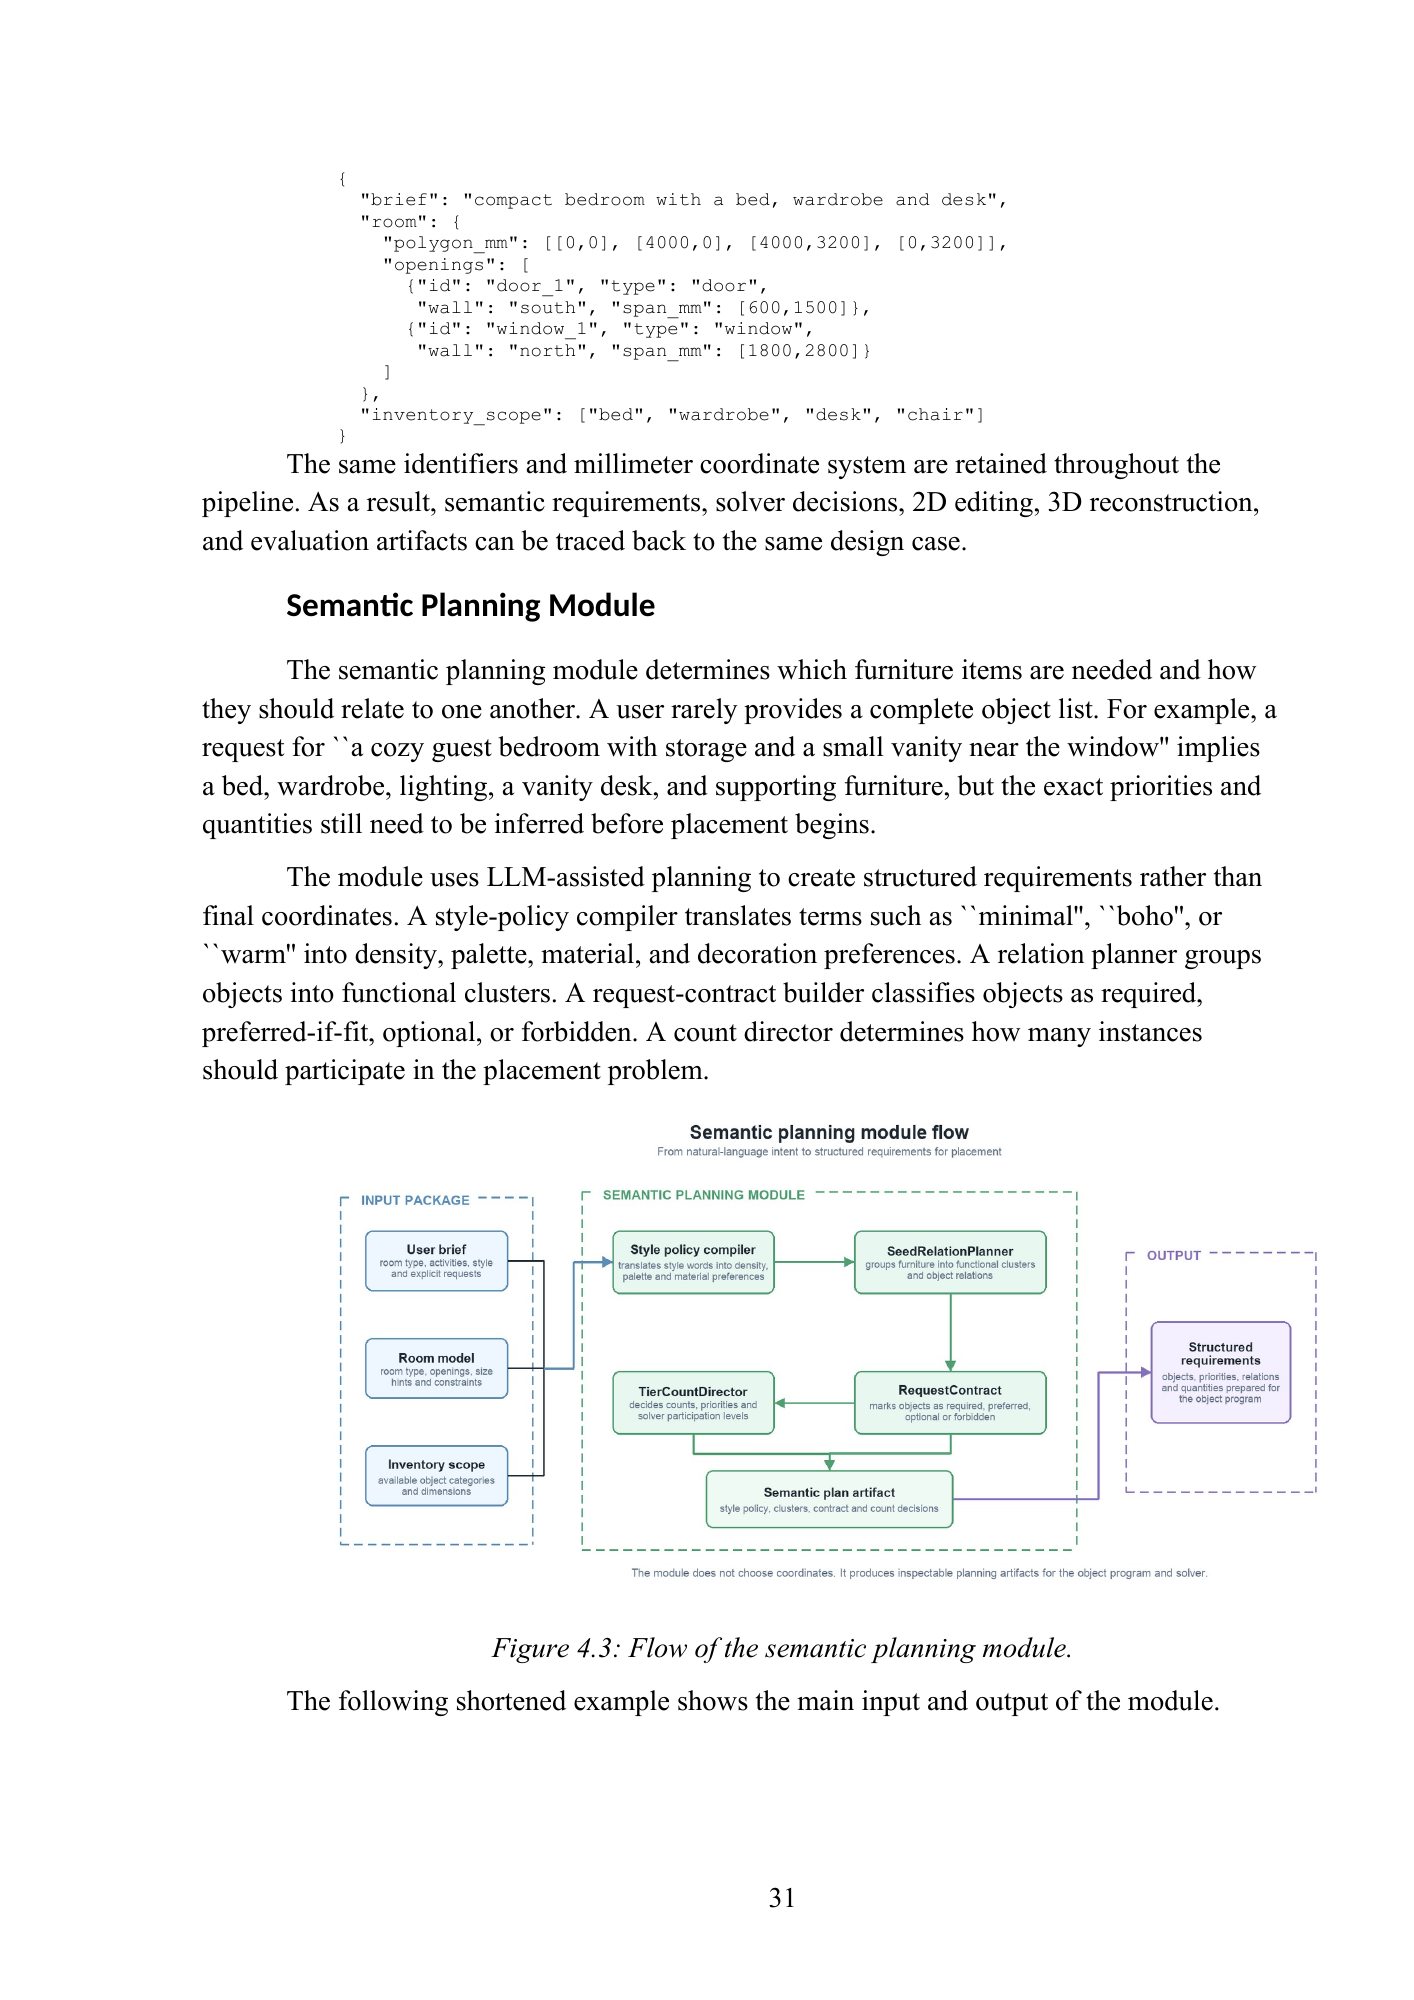 {
  "brief": "compact bedroom with a bed, wardrobe and desk",
  "room": {
    "polygon_mm": [[0,0], [4000,0], [4000,3200], [0,3200]],
    "openings": [
      {"id": "door_1", "type": "door",
       "wall": "south", "span_mm": [600,1500]},
      {"id": "window_1", "type": "window",
       "wall": "north", "span_mm": [1800,2800]}
    ]
  },
  "inventory_scope": ["bed", "wardrobe", "desk", "chair"]
}
The same identifiers and millimeter coordinate system are retained throughout the
pipeline. As a result, semantic requirements, solver decisions, 2D editing, 3D reconstruction,
and evaluation artifacts can be traced back to the same design case.
Semantic Planning Module
The semantic planning module determines which furniture items are needed and how
they should relate to one another. A user rarely provides a complete object list. For example, a
request for ``a cozy guest bedroom with storage and a small vanity near the window" implies
a bed, wardrobe, lighting, a vanity desk, and supporting furniture, but the exact priorities and
quantities still need to be inferred before placement begins.
The module uses LLM-assisted planning to create structured requirements rather than
final coordinates. A style-policy compiler translates terms such as ``minimal", ``boho", or
``warm" into density, palette, material, and decoration preferences. A relation planner groups
objects into functional clusters. A request-contract builder classifies objects as required,
preferred-if-fit, optional, or forbidden. A count director determines how many instances
should participate in the placement problem.
Semantic planning module flow
From natural-language intent to structured requirements for placement
INPUT PACKAGE
User brief
room type, activities, style
and explicit requests
Room model
room type, openings, size
hints and constraints
Inventory scope
available object categories
and dimensions
SEMANTIC PLANNING MODULE
Style policy compiler
translates style words into density,
palette and material preferences
SeedRelationPlanner
groups furniture into functional clusters
and object relations
TierCountDirector
decides counts, priorities and
solver participation levels
RequestContract
marks objects as required, preferred,
optional or forbidden
Semantic plan artifact
style policy, clusters, contract and count decisions
OUTPUT
Structured
requirements
objects, priorities, relations
and quantities prepared for
the object program
The module does not choose coordinates. It produces inspectable planning artifacts for the object program and solver.
Figure 4.3: Flow of the semantic planning module.
The following shortened example shows the main input and output of the module.
31